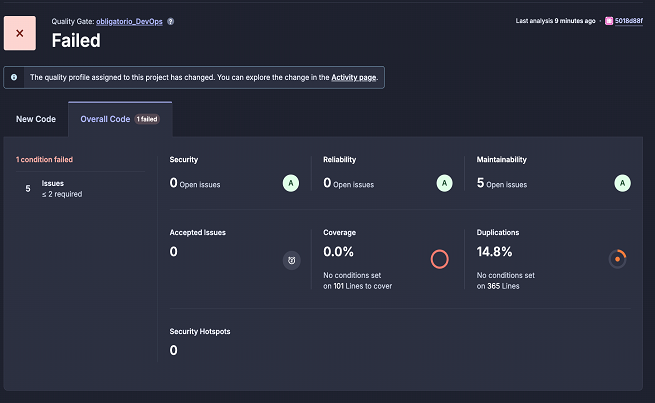 Quality Gate: obligatorio_DevOps ?
Failed
Last analysis 9 minutes ago · 5018d88f
The quality profile assigned to this project has changed. You can explore the change in the Activity page.
New Code
Overall Code 1 failed
1 condition failed
5 Issues
≤ 2 required
Security
0 Open issues A
Reliability
0 Open issues A
Maintainability
5 Open issues A
Accepted Issues
0
Coverage
0.0%
No conditions set
on 101 Lines to cover
Duplications
14.8%
No conditions set
on 365 Lines
Security Hotspots
0